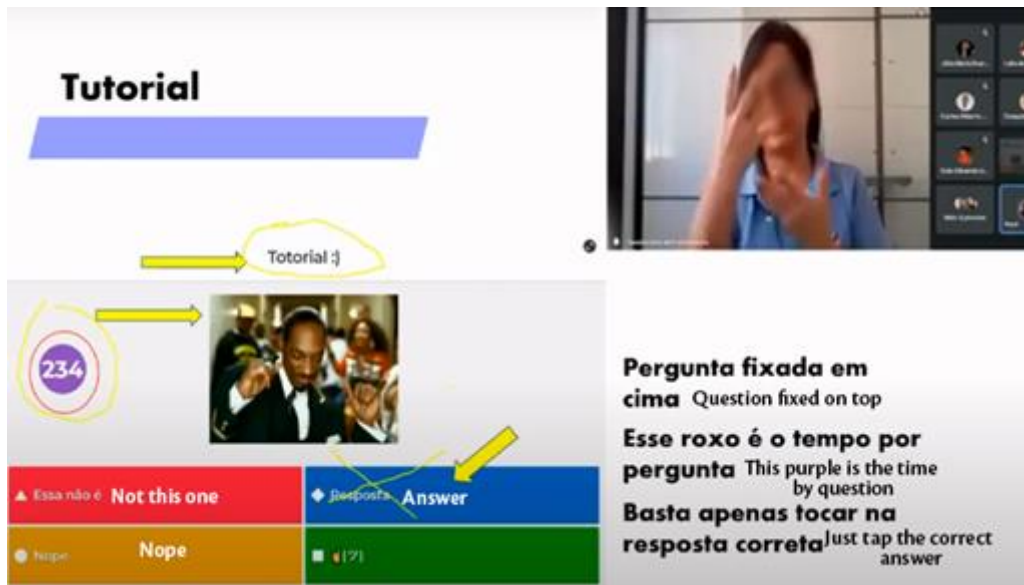 Tutorial
Totorial :)
234
Essa não é Not this one
Resposta Answer
Nope Nope
(7)
Pergunta fixada em
cima Question fixed on top
Esse roxo é o tempo por
pergunta This purple is the time
by question
Basta apenas tocar na
resposta correta Just tap the correct
answer